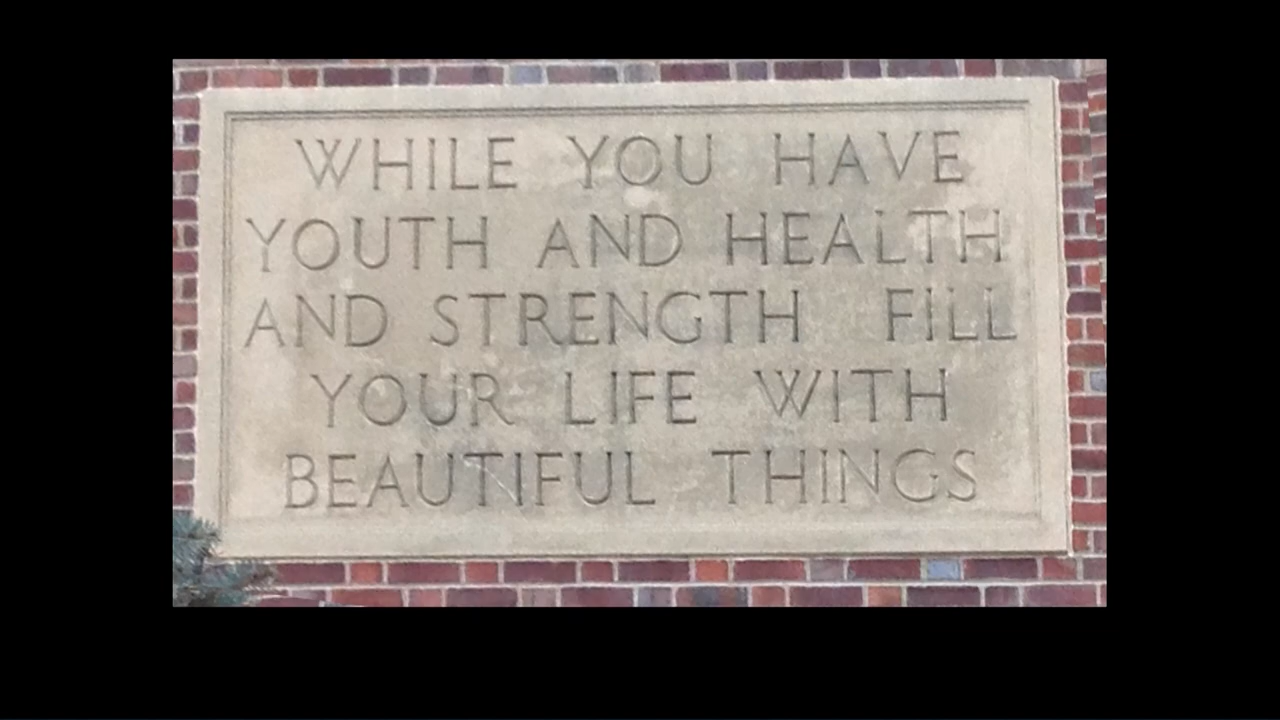 WHILE YOU HAVE
YOUTH AND HEALTH
AND STRENGTH FILL
YOUR LIFE WITH
BEAUTIFUL THINGS